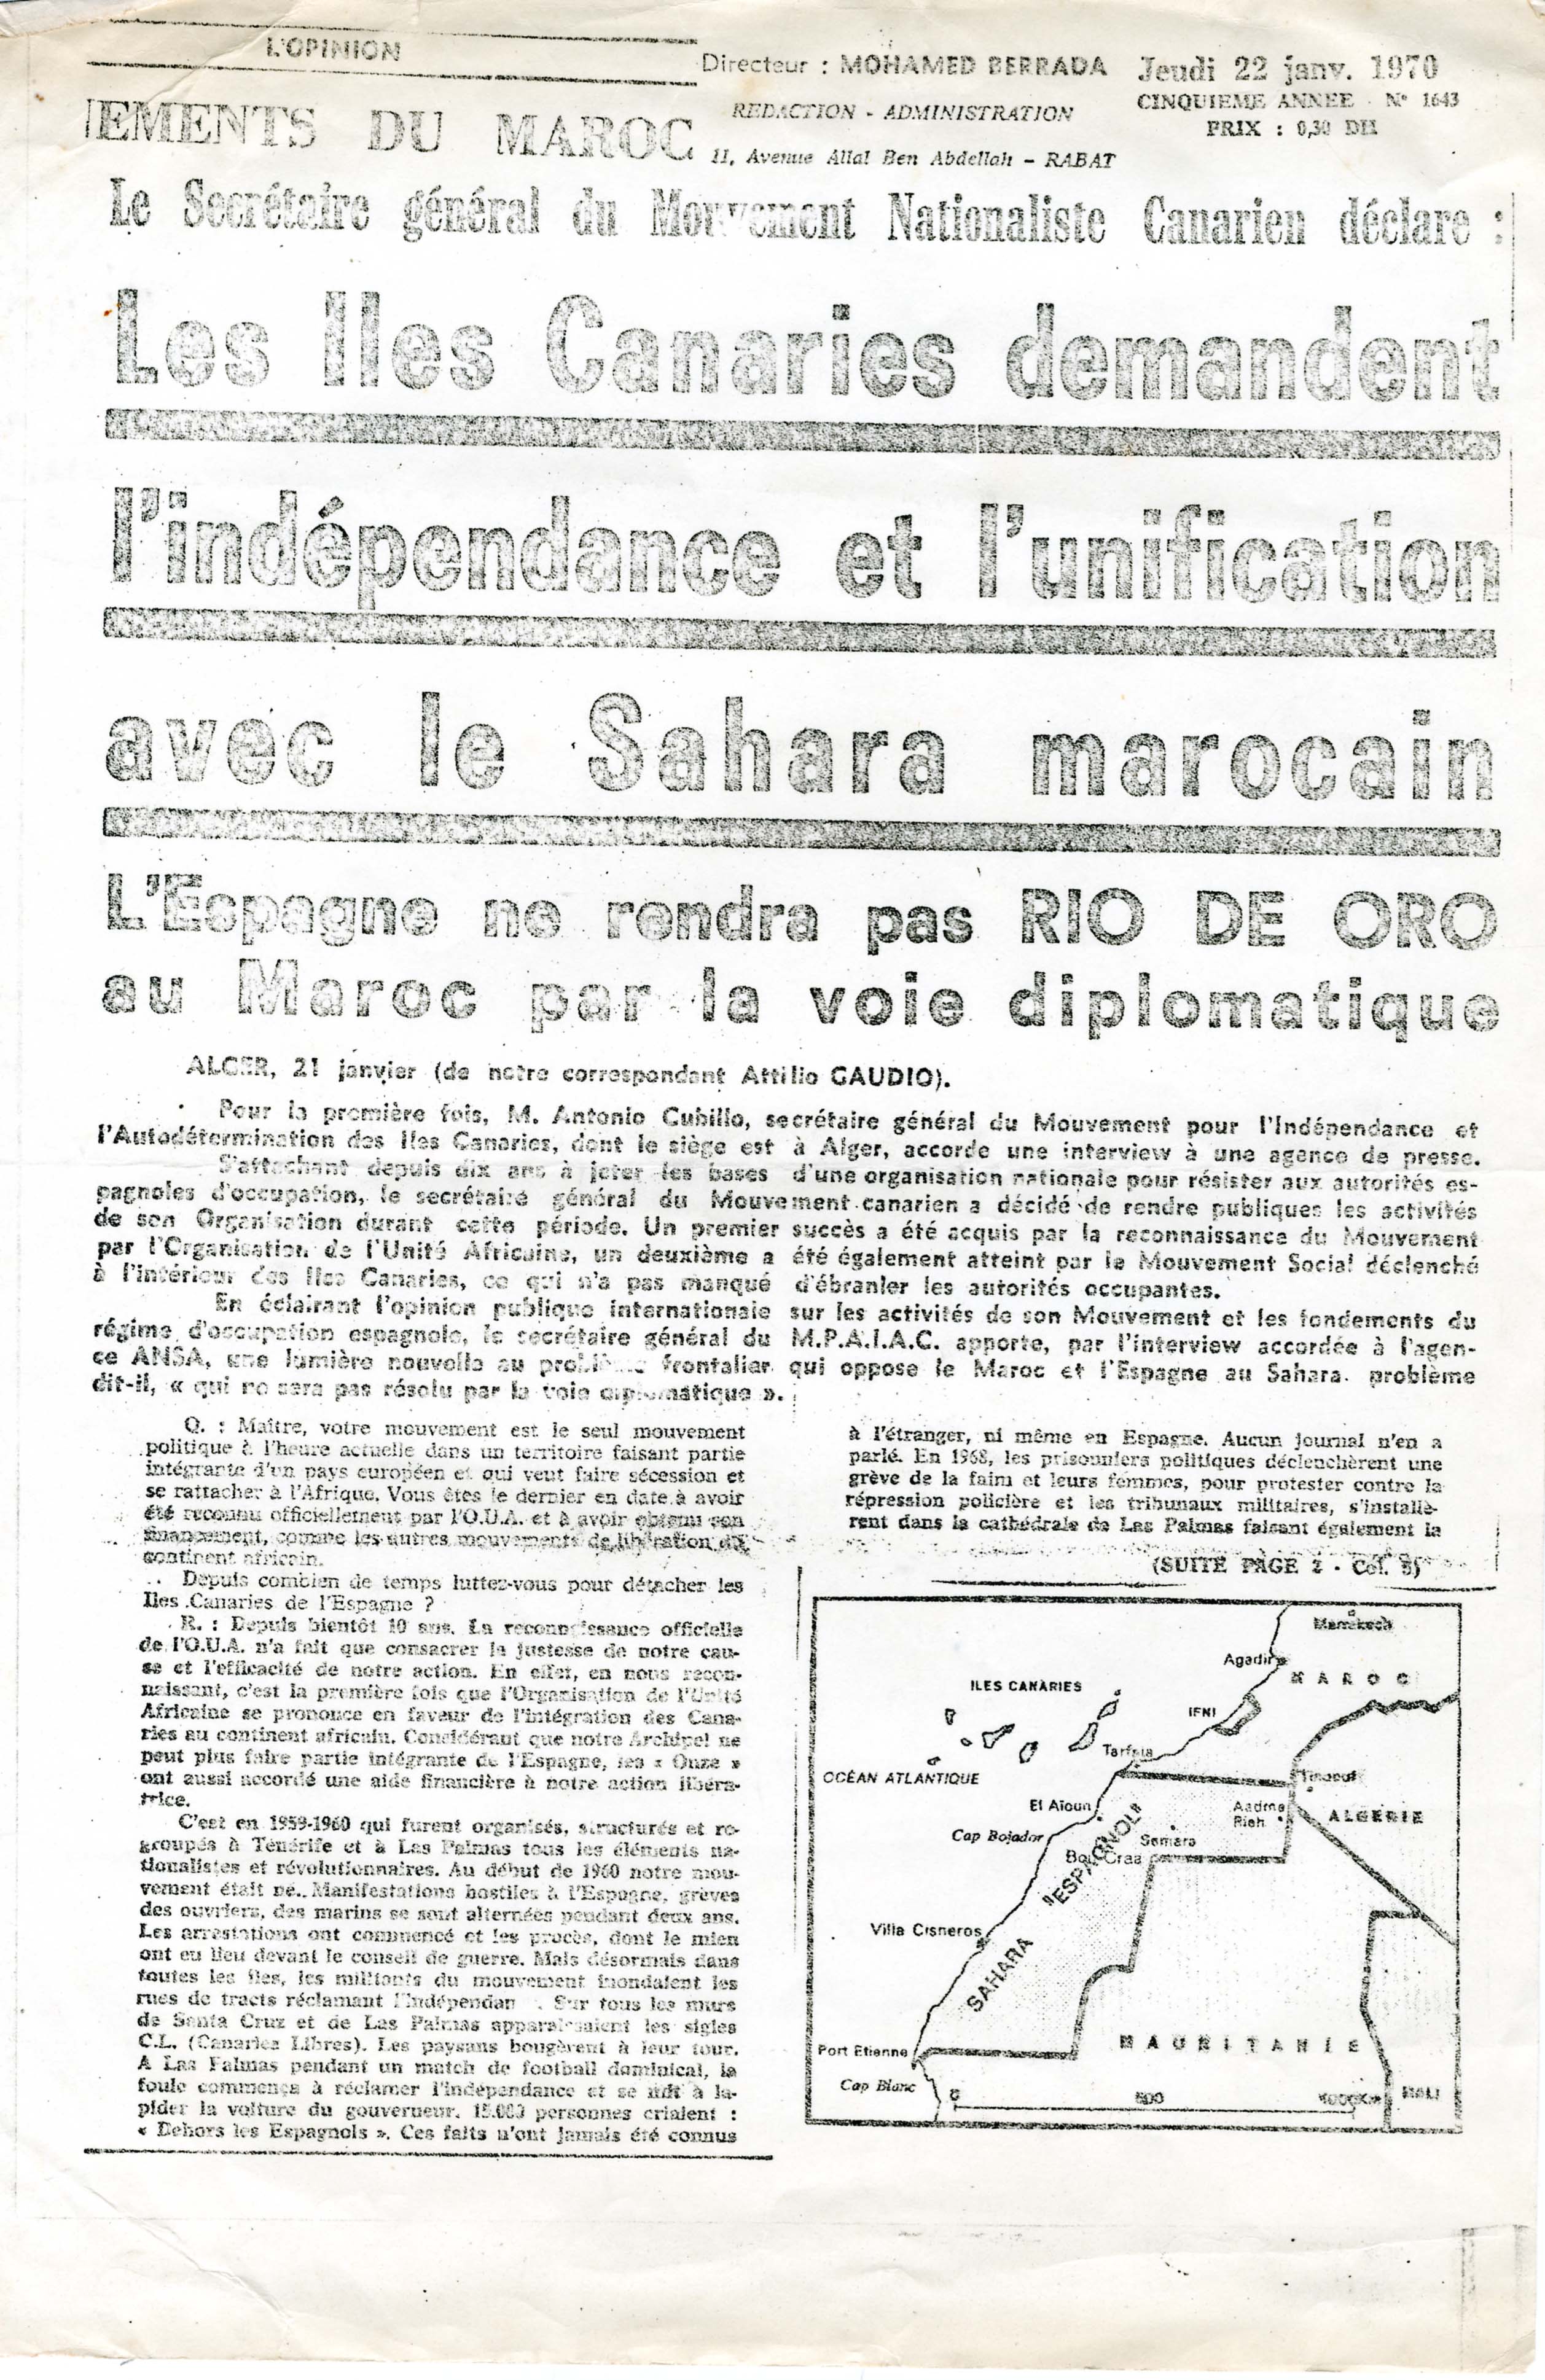 L'OPINION
Directeur : MOHAMED BERRADA
Jeudi 22 janv. 1970
CINQUIEME ANNEE - N° 1643
PRIX : 0,30 DH
EMENTS DU MAROC
REDACTION - ADMINISTRATION
11, Avenue Allal Ben Abdellah - RABAT
Le Secrétaire général du Mouvement Nationaliste Canarien déclare :
Les Iles Canaries demandent
l'indépendance et l'unification
avec le Sahara marocain
L'Espagne ne rendra pas RIO DE ORO
au Maroc par la voie diplomatique
ALGER, 21 janvier (de notre correspondant Attilio GAUDIO).
Pour la première fois, M. Antonio Cubillo, secrétaire général du Mouvement pour l'Indépendance et
l'Autodétermination des Iles Canaries, dont le siège est à Alger, accorde une interview à une agence de presse.
S'attachant depuis dix ans à jeter les bases d'une organisation nationale pour résister aux autorités es-
pagnoles d'occupation, le secrétaire général du Mouvement canarien a décidé de rendre publiques les activités
de son Organisation durant cette période. Un premier succès a été acquis par la reconnaissance du Mouvement
par l'Organisation de l'Unité Africaine, un deuxième a été également atteint par le Mouvement Social déclenché
à l'intérieur des Iles Canaries, ce qui n'a pas manqué d'ébranler les autorités occupantes.
En éclairant l'opinion publique internationale sur les activités de son Mouvement et les fondements du
régime d'occupation espagnole, le secrétaire général du M.P.A.I.A.C. apporte, par l'interview accordée à l'agen-
ce ANSA, une lumière nouvelle au problème frontalier qui oppose le Maroc et l'Espagne au Sahara. problème
dit-il, « qui ne sera pas résolu par la voie diplomatique ».
Q. : Maître, votre mouvement est le seul mouvement
politique à l'heure actuelle dans un territoire faisant partie
intégrante d'un pays européen et qui veut faire sécession et
se rattacher à l'Afrique. Vous êtes le dernier en date à avoir
été reconnu officiellement par l'O.U.A. et à avoir obtenu son
financement, comme les autres mouvements de libération du
continent africain.
Depuis combien de temps luttez-vous pour détacher les
Iles Canaries de l'Espagne ?
R. : Depuis bientôt 10 ans. La reconnaissance officielle
de l'O.U.A. n'a fait que consacrer la justesse de notre cau-
se et l'efficacité de notre action. En effet, en nous recon-
naissant, c'est la première fois que l'Organisation de l'Unité
Africaine se prononce en faveur de l'intégration des Cana-
ries au continent africain. Considérant que notre Archipel ne
peut plus faire partie intégrante de l'Espagne, les « Onze »
ont aussi accordé une aide financière à notre action libéra-
trice.
C'est en 1959-1960 qui furent organisés, structurés et re-
groupés à Ténérife et à Las Palmas tous les éléments na-
tionalistes et révolutionnaires. Au début de 1960 notre mou-
vement était né. Manifestations hostiles à l'Espagne, grèves
des ouvriers, des marins se sont alternées pendant deux ans.
Les arrestations ont commencé et les procès, dont le mien
ont eu lieu devant le conseil de guerre. Mais désormais dans
toutes les îles, les militants du mouvement inondaient les
rues de tracts réclamant l'indépendan . Sur tous les murs
de Santa Cruz et de Las Palmas apparaissaient les sigles
C.L. (Canaries Libres). Les paysans bougèrent à leur tour.
A Las Palmas pendant un match de football dominical, la
foule commença à réclamer l'indépendance et se mit à la-
pider la voiture du gouverneur. 15.000 personnes criaient :
« Dehors les Espagnols ». Ces faits n'ont jamais été connus
à l'étranger, ni même en Espagne. Aucun journal n'en a
parlé. En 1968, les prisonniers politiques déclenchèrent une
grève de la faim et leurs femmes, pour protester contre la
répression policière et les tribunaux militaires, s'installè-
rent dans la cathédrale de Las Palmas faisant également la
(SUITE PAGE 2 - Col. 5)
Marrakech
Agadir
MAROC
ILES CANARIES
IFNI
Tarfaia
OCÉAN ATLANTIQUE
Tindouf
El Aïoun
Aadme
Rieh
ALGERIE
Cap Bojador
Semara
Bou Craa
SAHARA
ESPAGNOL
Villa Cisneros
MAURITANIE
Port Etienne
Cap Blanc
0 500 1000Km
MALI